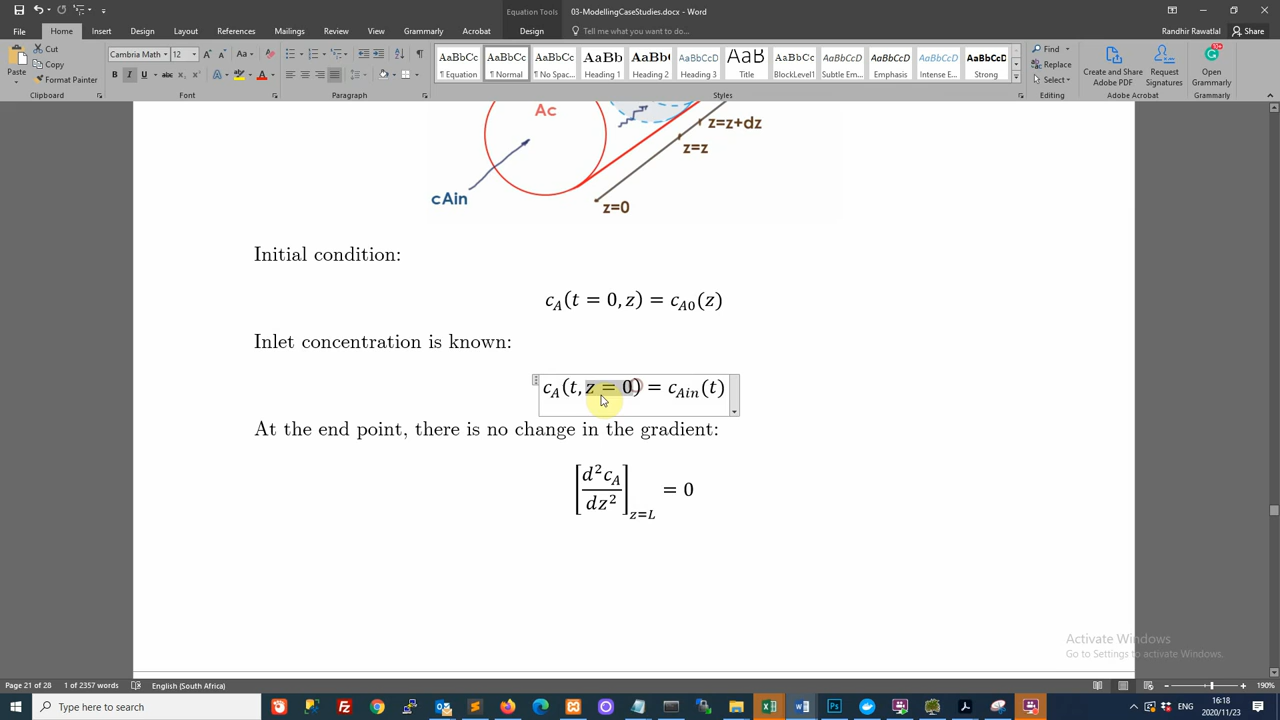 Equation Tools
03-ModellingCaseStudies.docx - Word
File Home Insert Draw Design Layout References Mailings Review View Grammarly Acrobat Design Tell me what you want to do
Randhir Rawatlal Share
Paste
Cut
Copy
Format Painter
Clipboard
Cambria Math 12
Font
Paragraph
AaBbCc ¶ Equation
AaBbCc ¶ Normal
AaBbCc ¶ No Spac...
AaBb Heading 1
AaBbC Heading 2
AaBbCcD Heading 3
AaB Title
AaBbCcD BlockLevel1
AaBbCcD Subtle Em...
AaBbCcD Emphasis
AaBbCcD Intense E...
AaBbCcD Strong
Styles
Find
Replace
Select
Editing
Create and Share Adobe PDF
Request Signatures
Adobe Acrobat
Open Grammarly
Grammarly
Ac
z=z+dz
z=z
cAin
z=0
Initial condition:
c_A(t = 0, z) = c_A0(z)
Inlet concentration is known:
c_A(t, z = 0) = c_Ain(t)
At the end point, there is no change in the gradient:
[d²c_A/dz²]_z=L = 0
Activate Windows
Go to Settings to activate Windows.
Page 21 of 28 1 of 2357 words English (South Africa)
190%
Type here to search
16:18
2020/11/23